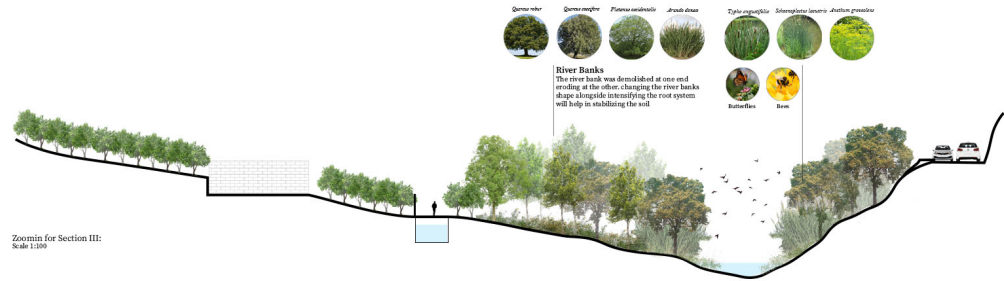 Quercus robur
Quercus coccifera
Platanus occidentalis
Arundo donax
Typha angustifolia
Schoenoplectus lacustris
Anethum graveolens
River Banks
The river bank was demolished at one end
eroding at the other. changing the river banks
shape alongside intensifying the root system
will help in stabilizing the soil
Butterflies
Bees
Zoomin for Section III:
Scale 1:100